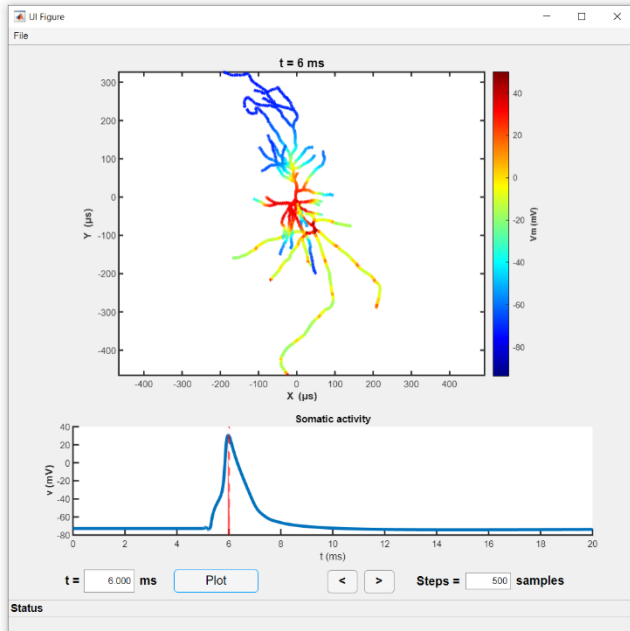 UI Figure
File
t = 6 ms
300
200
100
0
-100
-200
-300
-400
Y (µs)
-400 -300 -200 -100 0 100 200 300 400
X (µs)
40
20
0
-20
-40
-60
-80
Vm (mV)
Somatic activity
40
20
0
-20
-40
-60
-80
v (mV)
0 2 4 6 8 10 12 14 16 18 20
t (ms)
t = 6.000 ms Plot < > Steps = 500 samples
Status